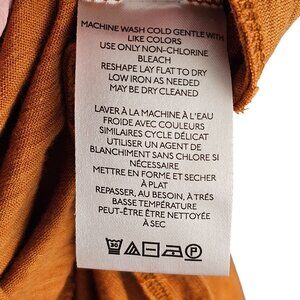 MACHINE WASH COLD GENTLE WITH
LIKE COLORS
USE ONLY NON-CHLORINE
BLEACH
RESHAPE LAY FLAT TO DRY
LOW IRON AS NEEDED
MAY BE DRY CLEANED
LAVER À LA MACHINE À L'EAU
FROIDE AVEC COULEURS
SIMILAIRES CYCLE DÉLICAT
UTILISER UN AGENT DE
BLANCHIMENT SANS CHLORE SI
NÉCESSAIRE
METTRE EN FORME ET SECHER
À PLAT
REPASSER, AU BESOIN, À TRÈS
BASSE TEMPÉRATURE
PEUT-ÊTRE ÊTRE NETTOYÉE
À SEC
30 P